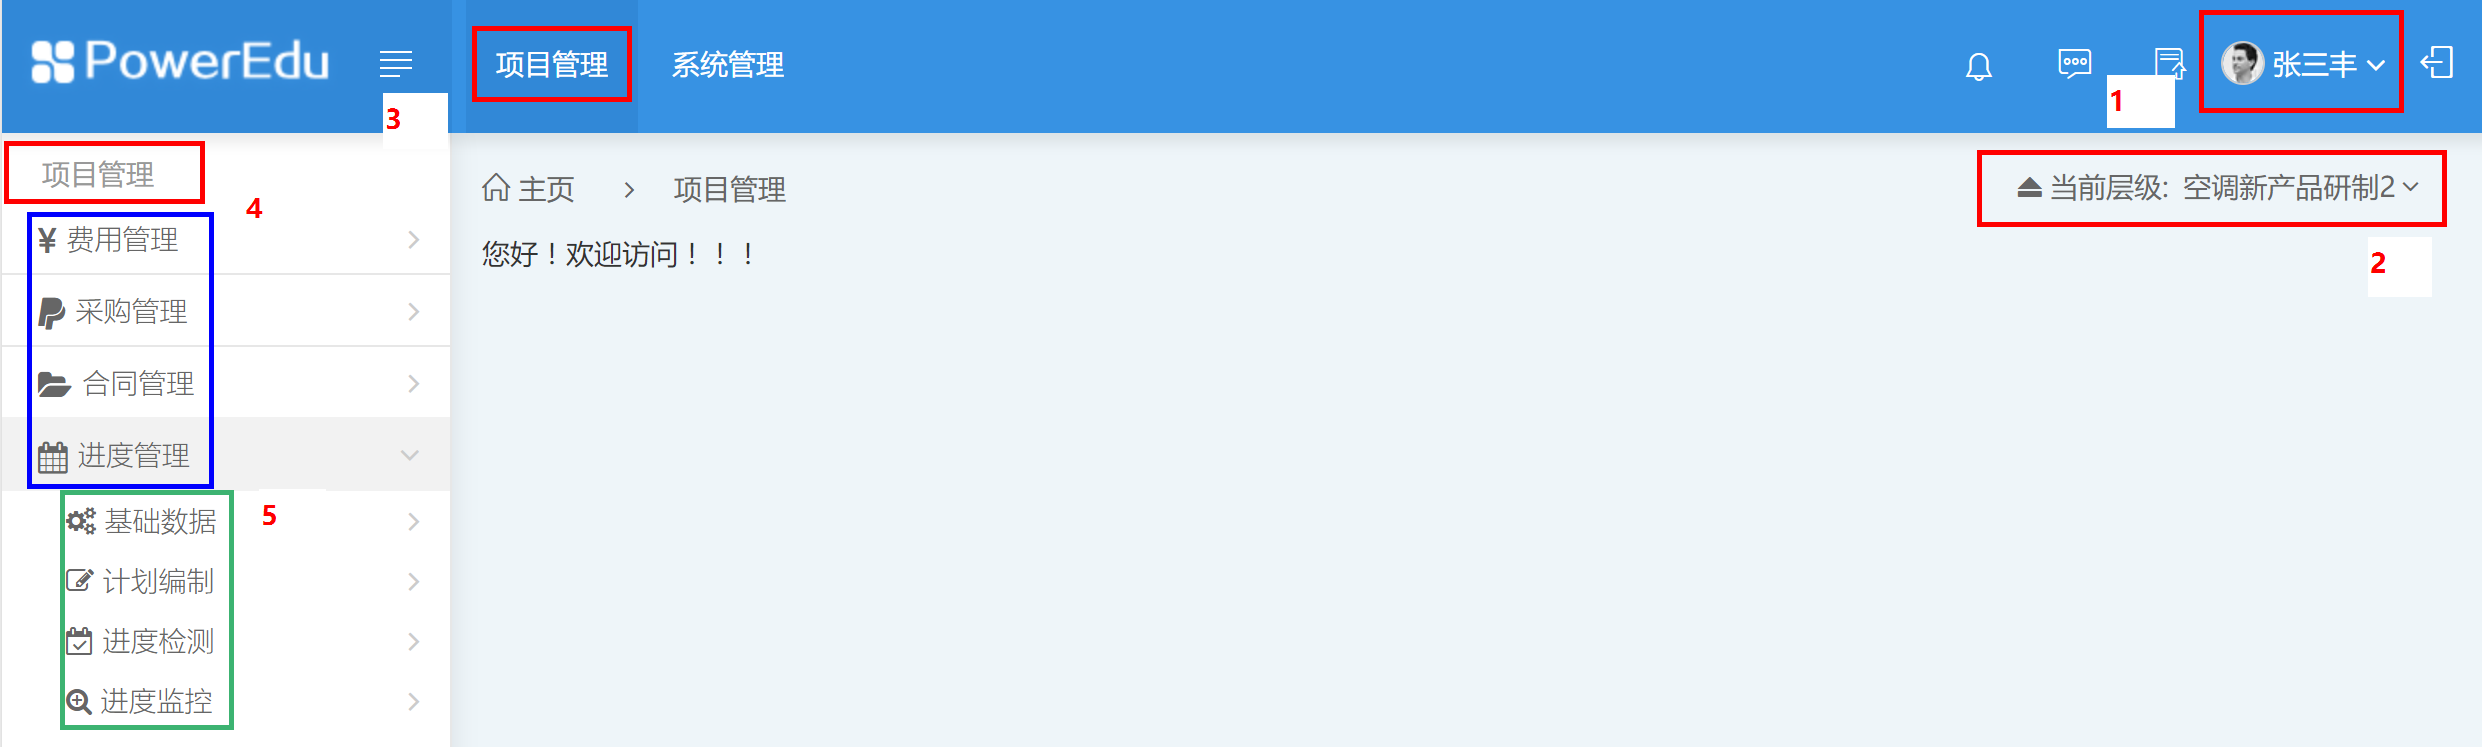 PowerEdu
项目管理
系统管理
1
张三丰
3
项目管理
主页
项目管理
当前层级: 空调新产品研制2
4
您好！欢迎访问！！！
2
¥ 费用管理
采购管理
合同管理
进度管理
5
基础数据
计划编制
进度检测
进度监控